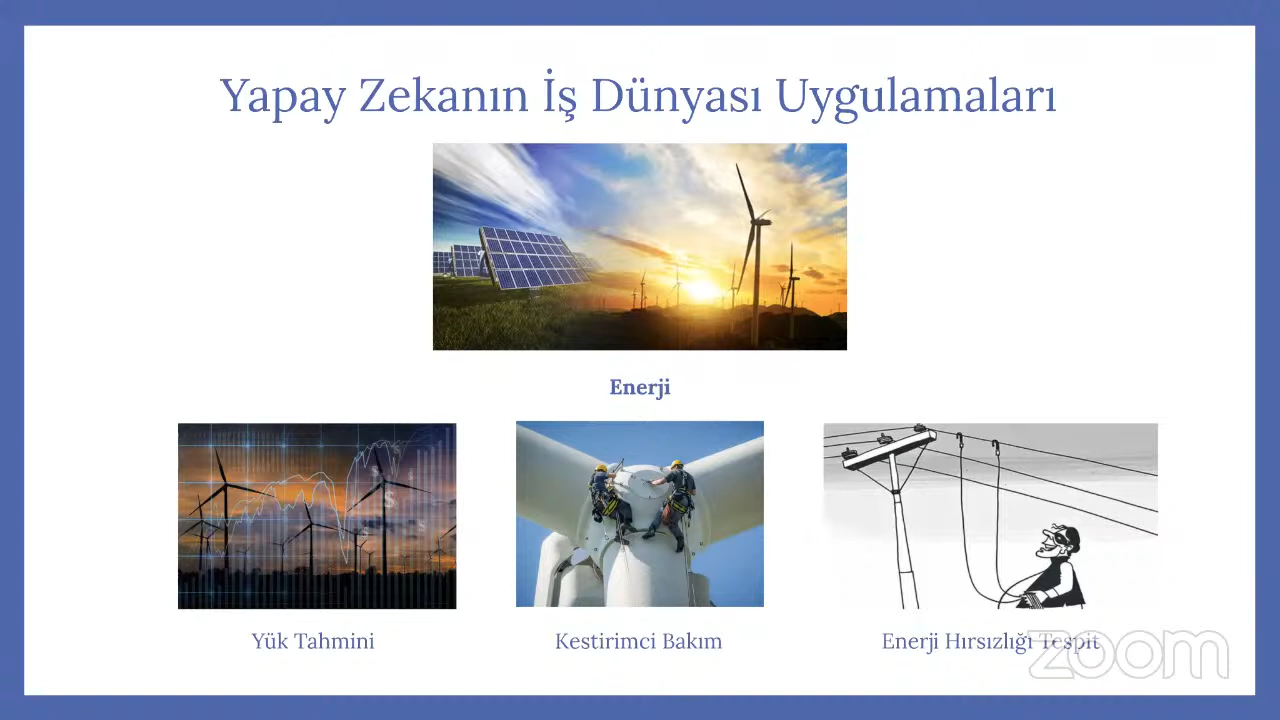 Yapay Zekanın İş Dünyası Uygulamaları
Enerji
Yük Tahmini
Kestirimci Bakım
Enerji Hırsızlığı Tespit
zoom